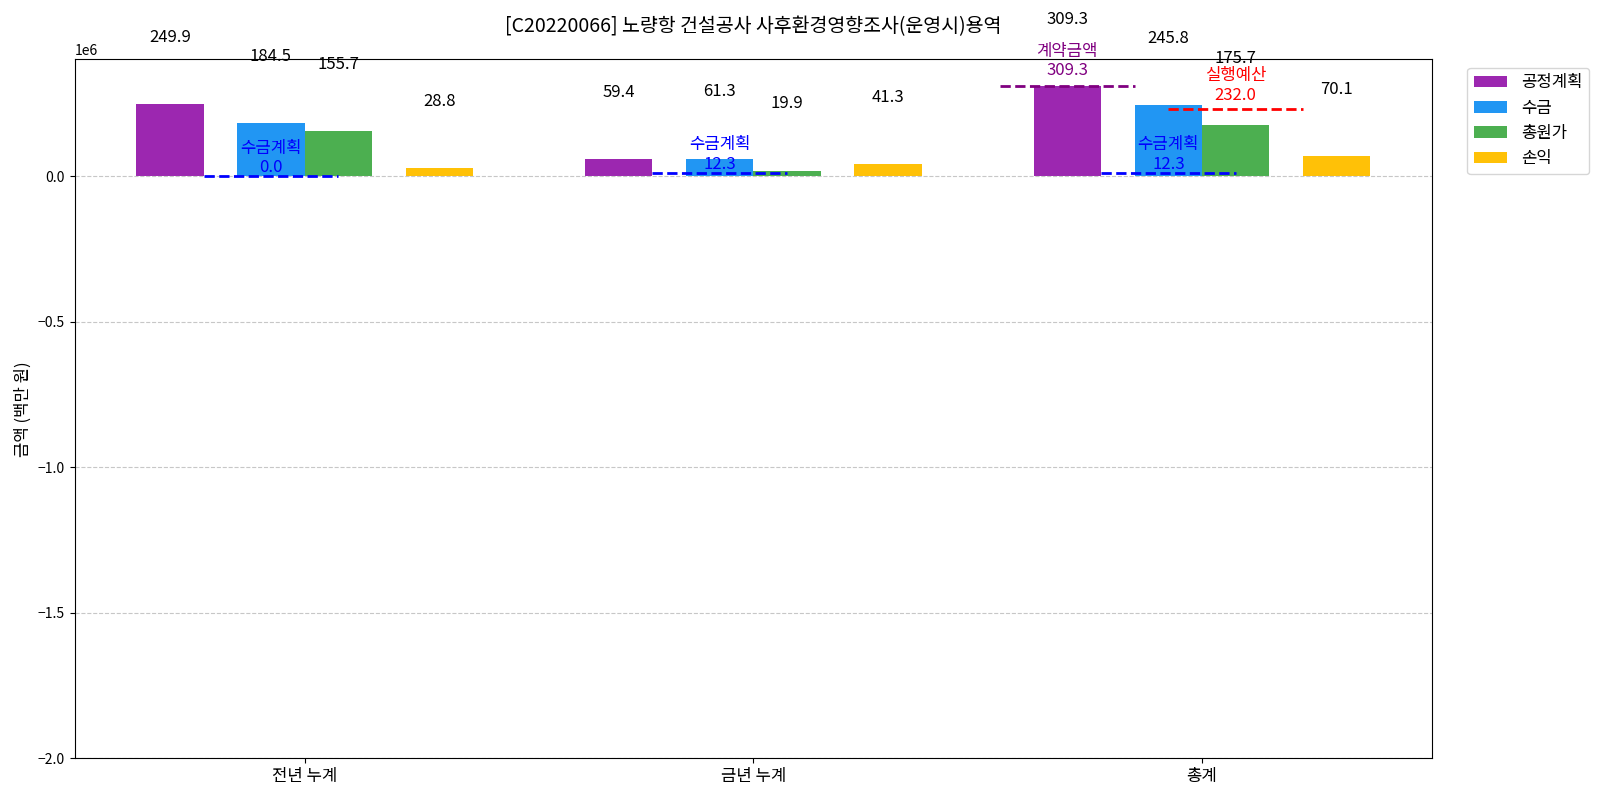 [C20220066] 노량항 건설공사 사후환경영향조사(운영시)용역
1e6
249.9
184.5
155.7
28.8
수금계획
0.0
59.4
61.3
19.9
41.3
수금계획
12.3
309.3
계약금액
309.3
245.8
175.7
실행예산
232.0
70.1
수금계획
12.3
공정계획
수금
총원가
손익
금액 (백만 원)
0.0
−0.5
−1.0
−1.5
−2.0
전년 누계
금년 누계
총계